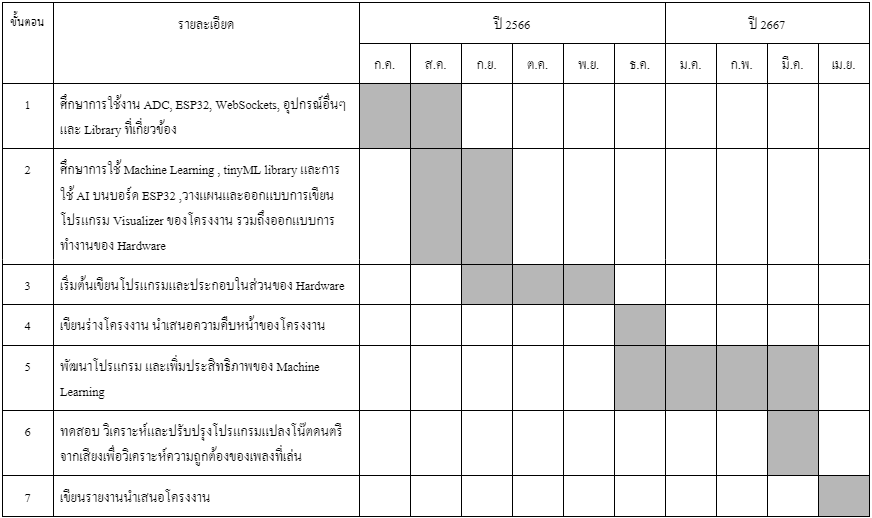 ขั้นตอน รายละเอียด ปี 2566 ปี 2667
ก.ค. ส.ค. ก.ย. ต.ค. พ.ย. ธ.ค. ม.ค. ก.พ. มี.ค. เม.ย.
1 ศึกษาการใช้งาน ADC, ESP32, WebSockets, อุปกรณ์อื่นๆ
และ Library ที่เกี่ยวข้อง
2 ศึกษาการใช้ Machine Learning , tinyML library และการ
ใช้ AI บนบอร์ด ESP32 ,วางแผนและออกแบบการเขียน
โปรแกรม Visualizer ของโครงงาน รวมถึงออกแบบการ
ทำงานของ Hardware
3 เริ่มต้นเขียนโปรแกรมและประกอบในส่วนของ Hardware
4 เขียนร่างโครงงาน นำเสนอความคืบหน้าของโครงงาน
5 พัฒนาโปรแกรม และเพิ่มประสิทธิภาพของ Machine
Learning
6 ทดสอบ วิเคราะห์และปรับปรุงโปรแกรมแปลงโน๊ตดนตรี
จากเสียงเพื่อวิเคราะห์ความถูกต้องของเพลงที่เล่น
7 เขียนรายงานนำเสนอโครงงาน